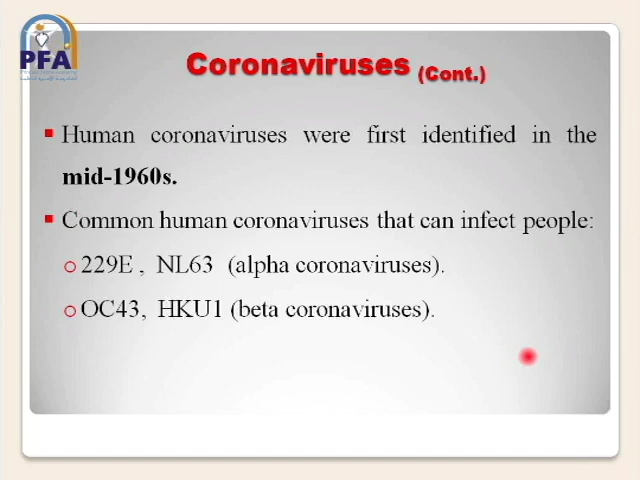 PFA
Coronaviruses (Cont.)
▪ Human coronaviruses were first identified in the
mid-1960s.
▪ Common human coronaviruses that can infect people:
o 229E , NL63 (alpha coronaviruses).
o OC43, HKU1 (beta coronaviruses).